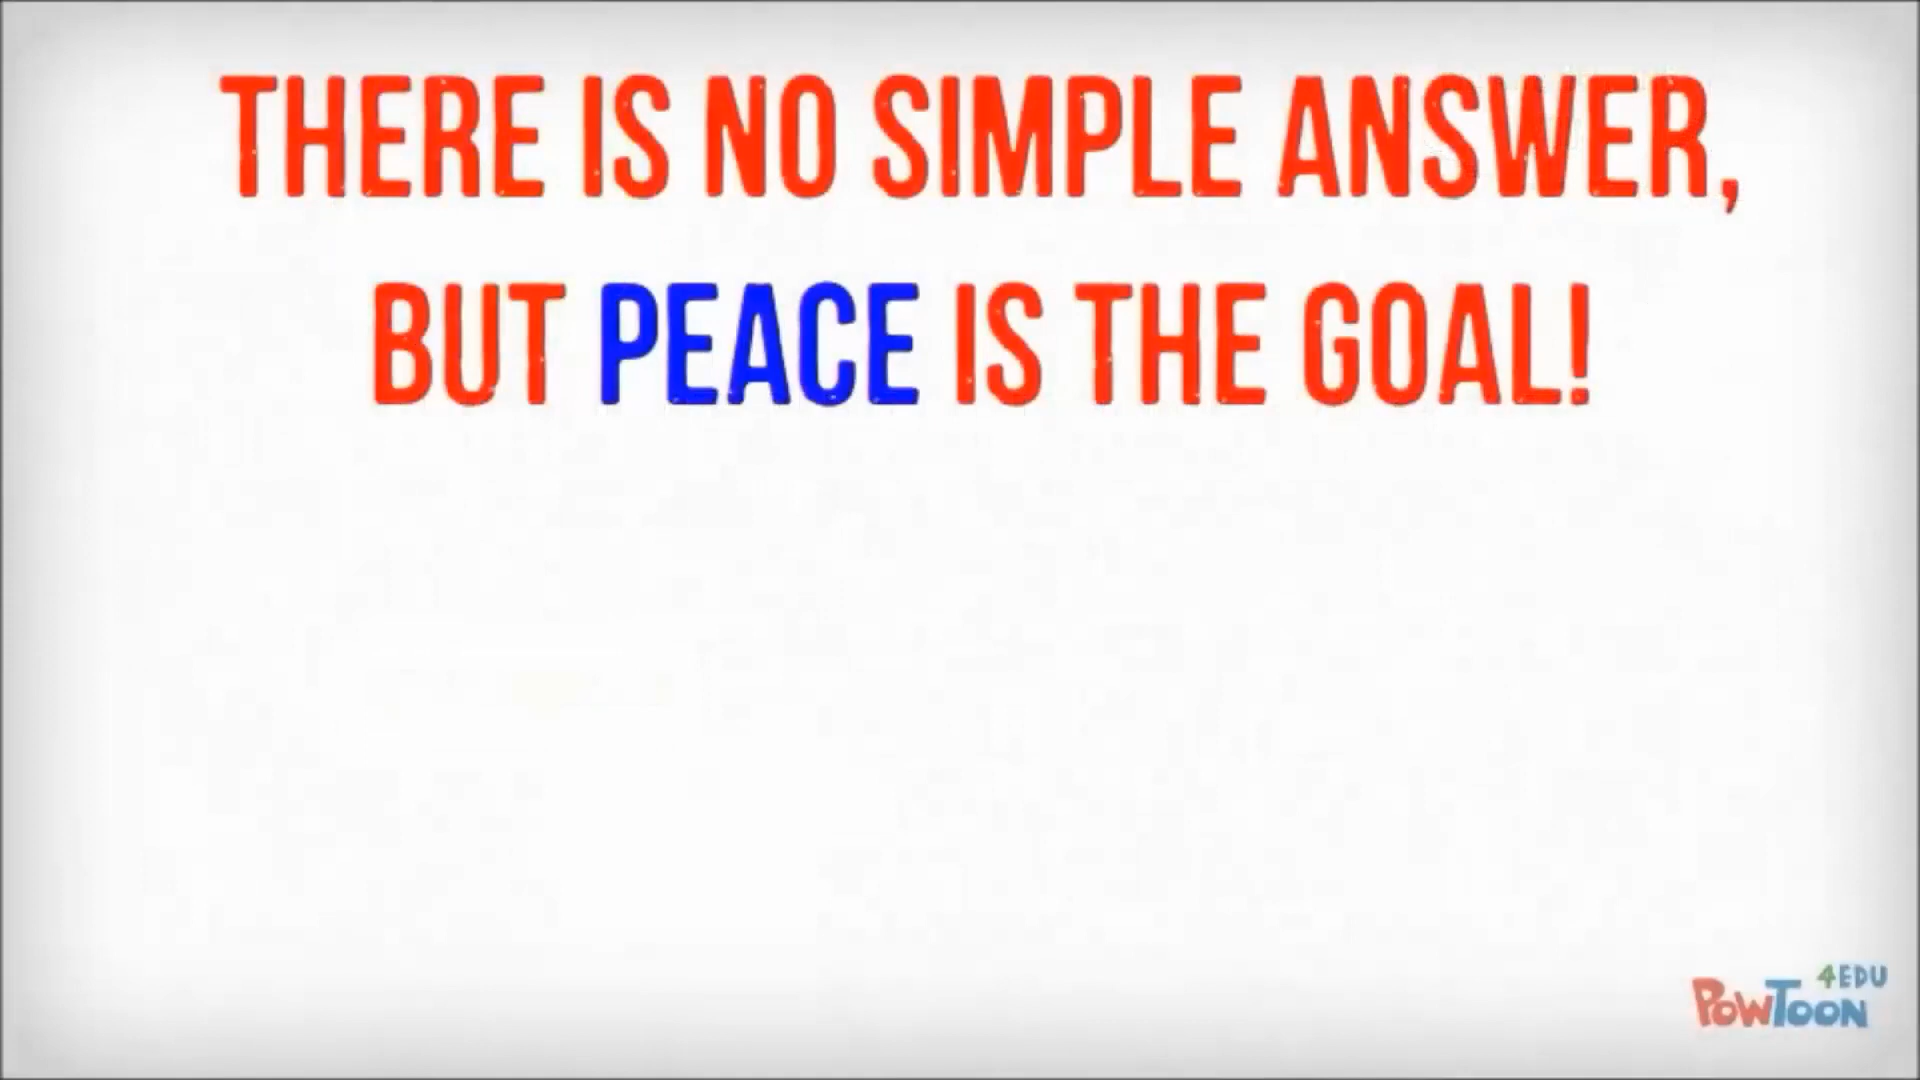 THERE IS NO SIMPLE ANSWER,
BUT PEACE IS THE GOAL!
4EDU
POWTOON